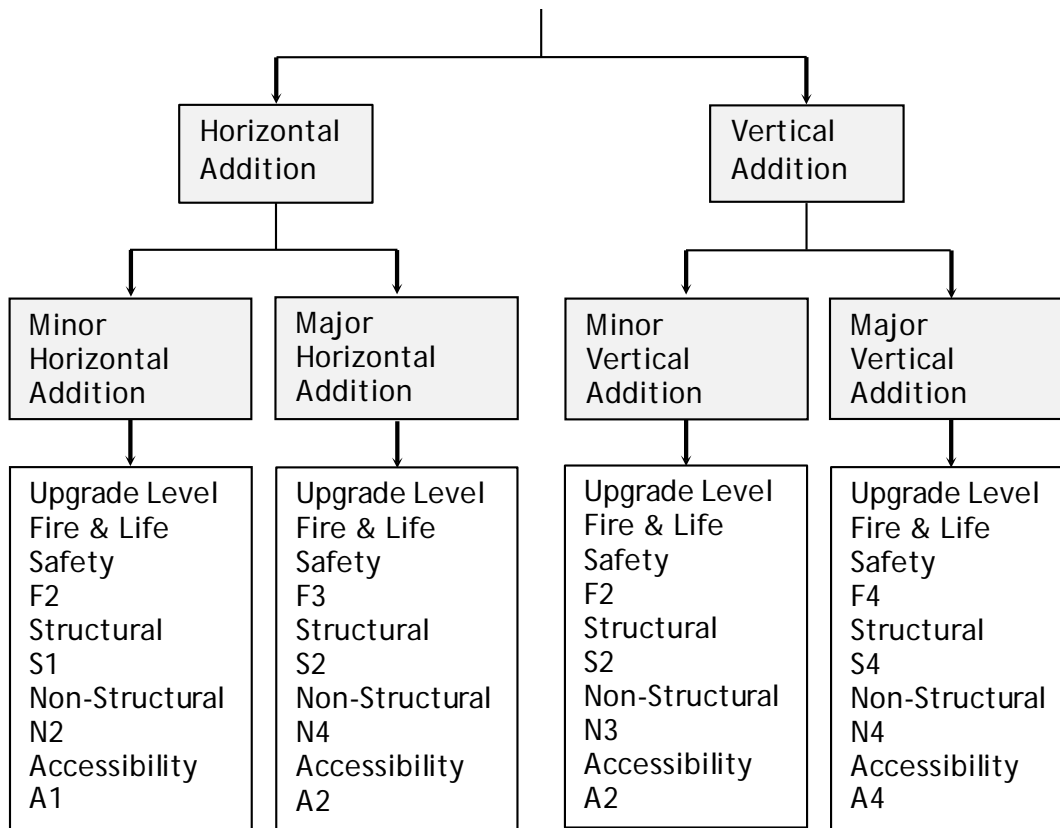 Horizontal
Addition
Vertical
Addition
Minor
Horizontal
Addition
Major
Horizontal
Addition
Minor
Vertical
Addition
Major
Vertical
Addition
Upgrade Level
Fire & Life
Safety
F2
Structural
S1
Non-Structural
N2
Accessibility
A1
Upgrade Level
Fire & Life
Safety
F3
Structural
S2
Non-Structural
N4
Accessibility
A2
Upgrade Level
Fire & Life
Safety
F2
Structural
S2
Non-Structural
N3
Accessibility
A2
Upgrade Level
Fire & Life
Safety
F4
Structural
S4
Non-Structural
N4
Accessibility
A4